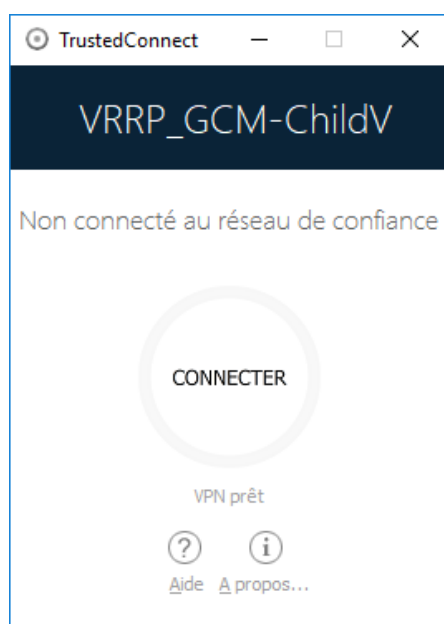 TrustedConnect
VRRP_GCM-ChildV
Non connecté au réseau de confiance
CONNECTER
VPN prêt
Aide A propos...